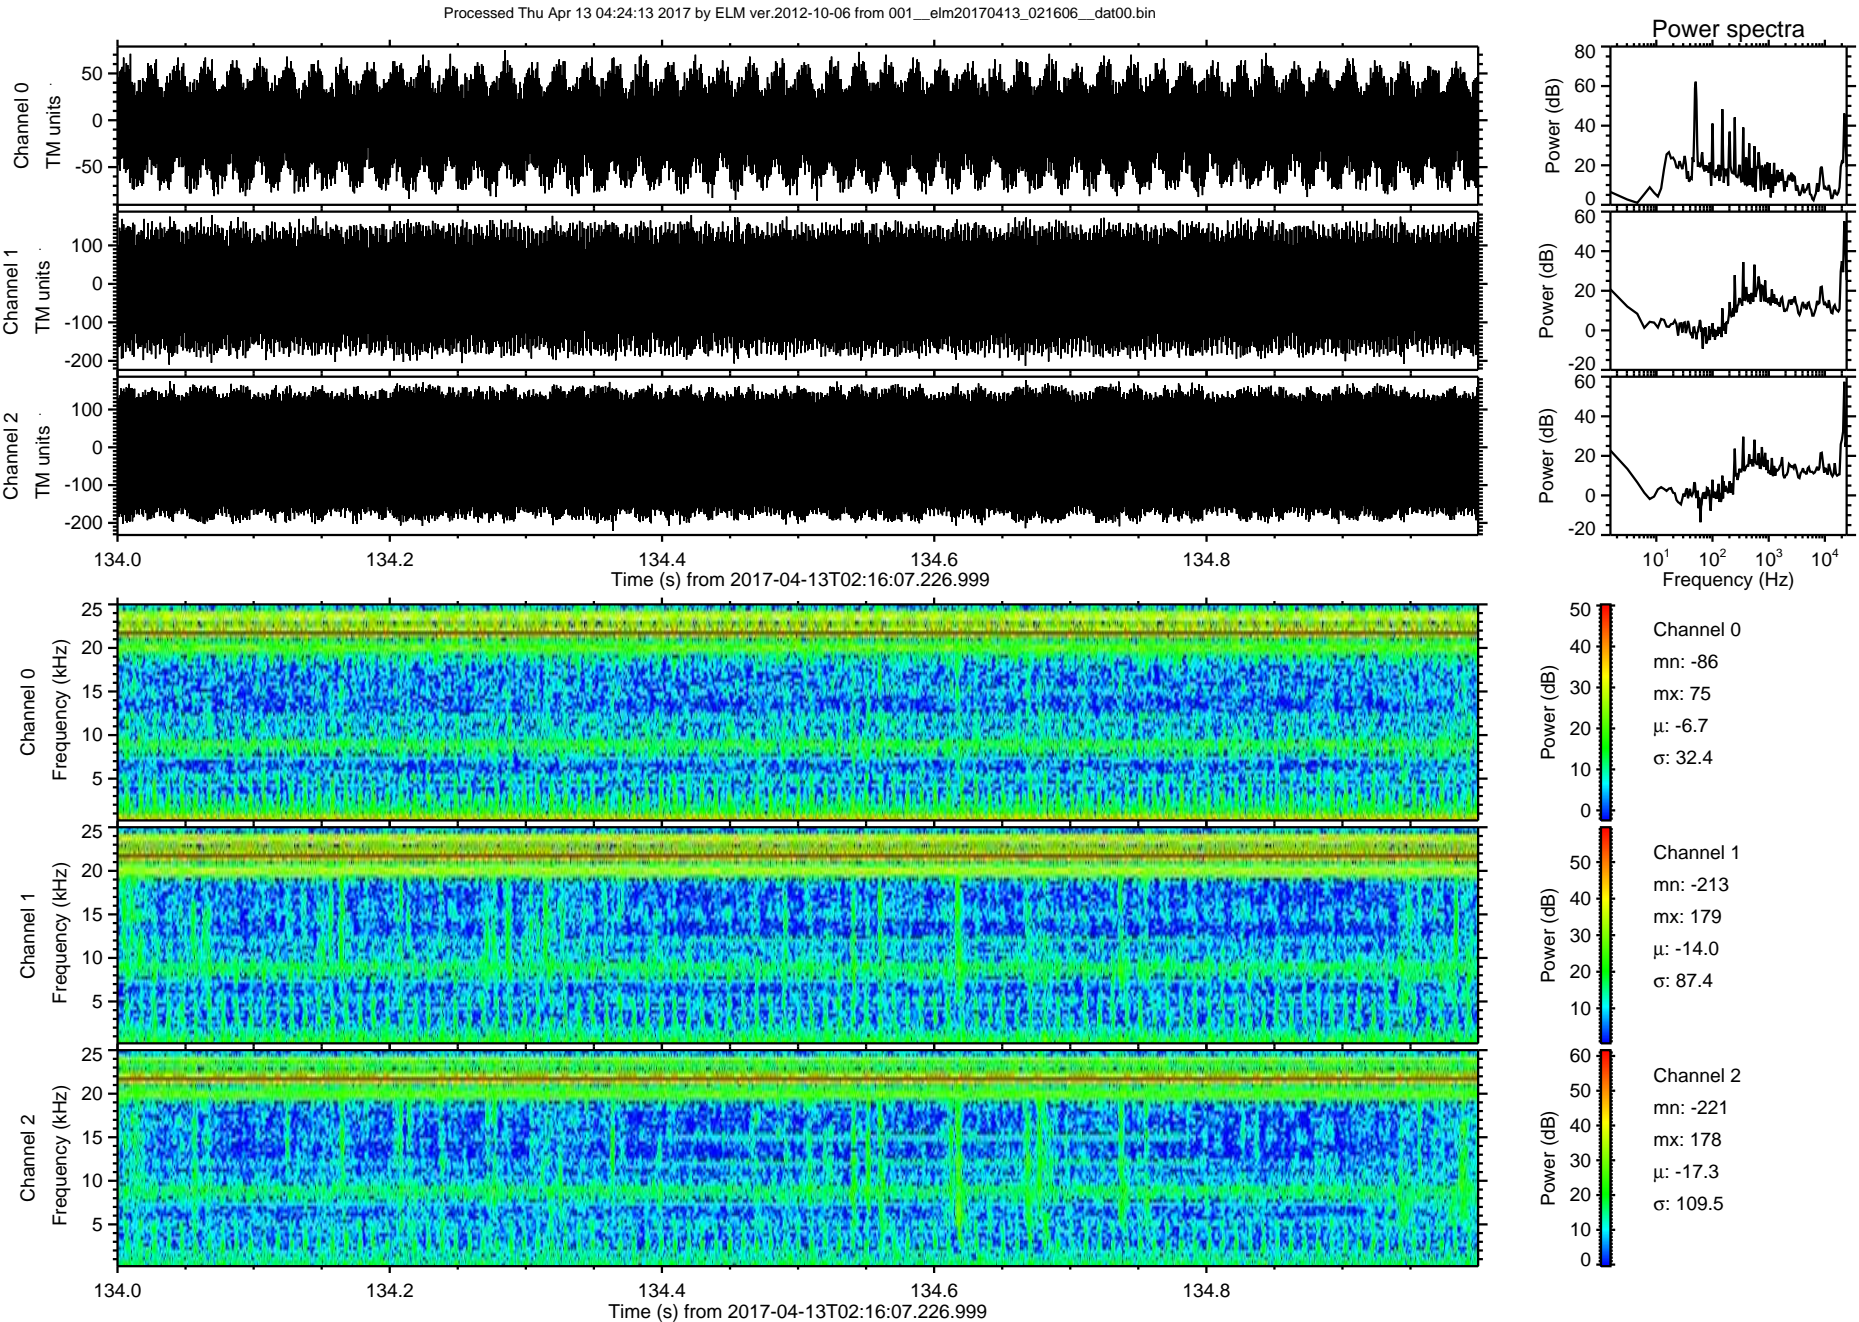 Processed Thu Apr 13 04:24:13 2017 by ELM ver.2012-10-06 from 001__elm20170413_021606__dat00.bin
Power spectra
Channel 0
TM units
50
0
-50
Power (dB)
80
60
40
20
0
Channel 1
TM units
100
0
-100
-200
Power (dB)
60
40
20
0
-20
Channel 2
TM units
100
0
-100
-200
Power (dB)
60
40
20
0
-20
134.0 134.2 134.4 134.6 134.8
Time (s) from 2017-04-13T02:16:07.226.999
10¹ 10² 10³ 10⁴
Frequency (Hz)
Channel 0
Frequency (kHz)
25
20
15
10
5
Power (dB)
50
40
30
20
10
0
Channel 0
mn: -86
mx: 75
μ: -6.7
σ: 32.4
Channel 1
Frequency (kHz)
25
20
15
10
5
Power (dB)
50
40
30
20
10
Channel 1
mn: -213
mx: 179
μ: -14.0
σ: 87.4
Channel 2
Frequency (kHz)
25
20
15
10
5
Power (dB)
60
50
40
30
20
10
0
Channel 2
mn: -221
mx: 178
μ: -17.3
σ: 109.5
134.0 134.2 134.4 134.6 134.8
Time (s) from 2017-04-13T02:16:07.226.999